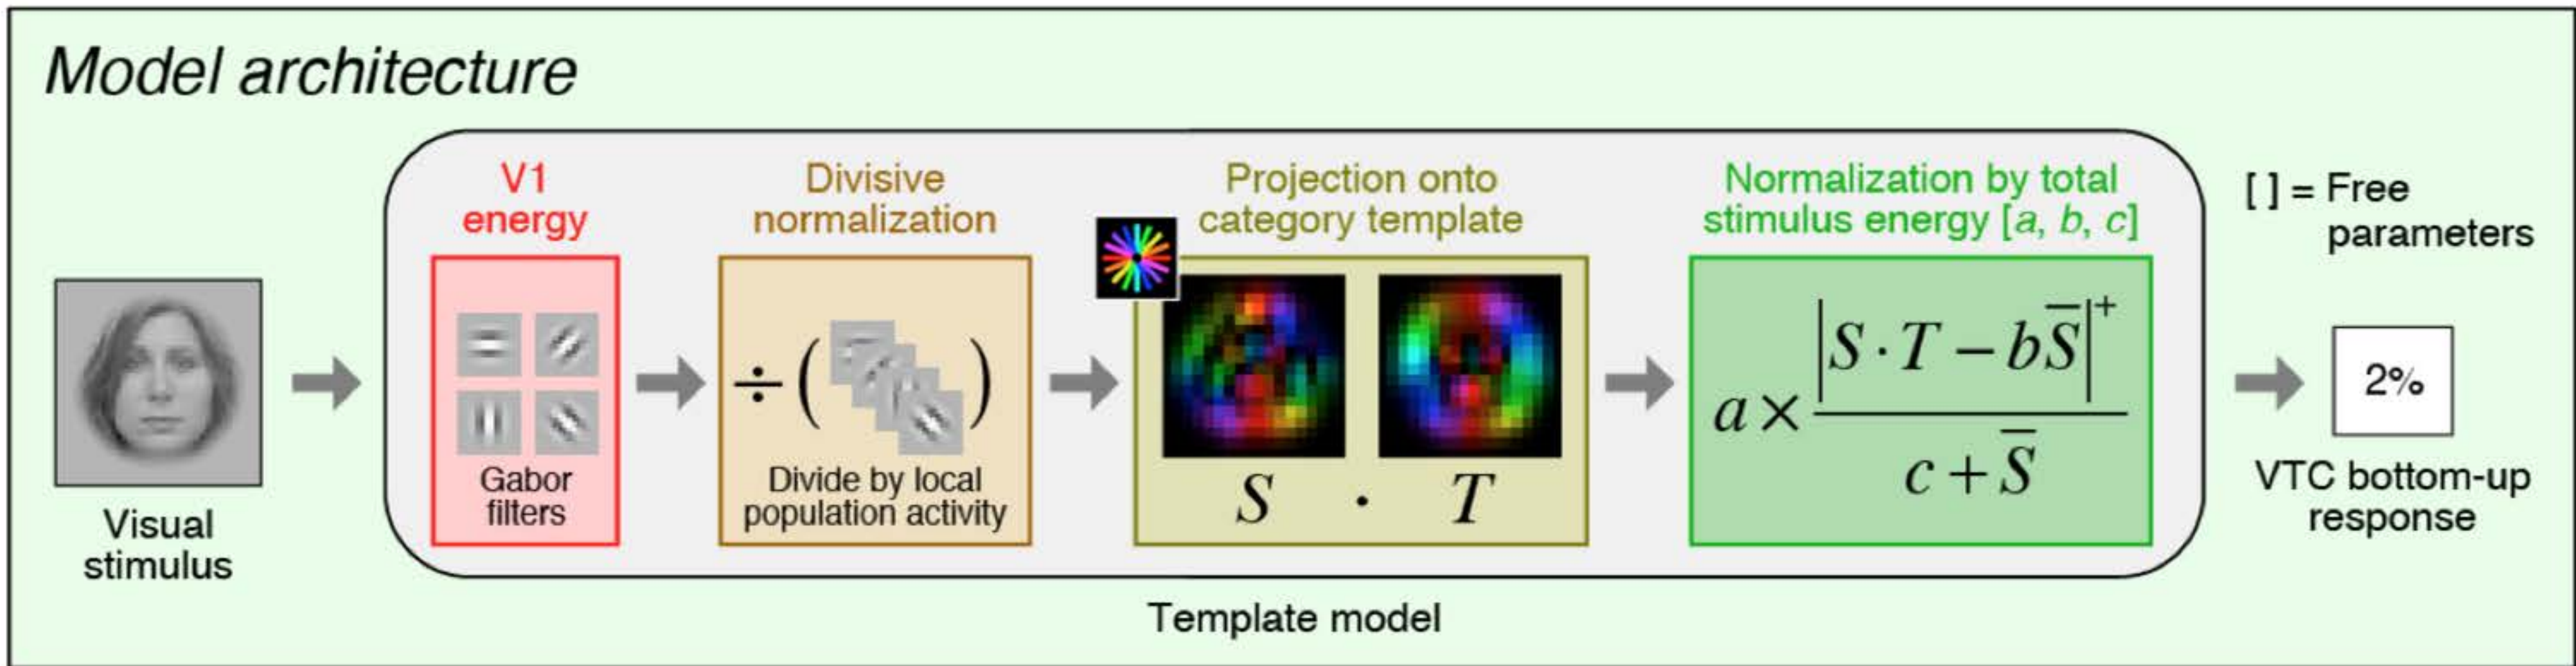 Model architecture
V1
energy
Gabor
filters
Divisive
normalization
÷ ( )
Divide by local
population activity
Projection onto
category template
S · T
Normalization by total
stimulus energy [a, b, c]
a × |S · T − bS̅|⁺
c + S̅
[ ] = Free
parameters
2%
VTC bottom-up
response
Visual
stimulus
Template model